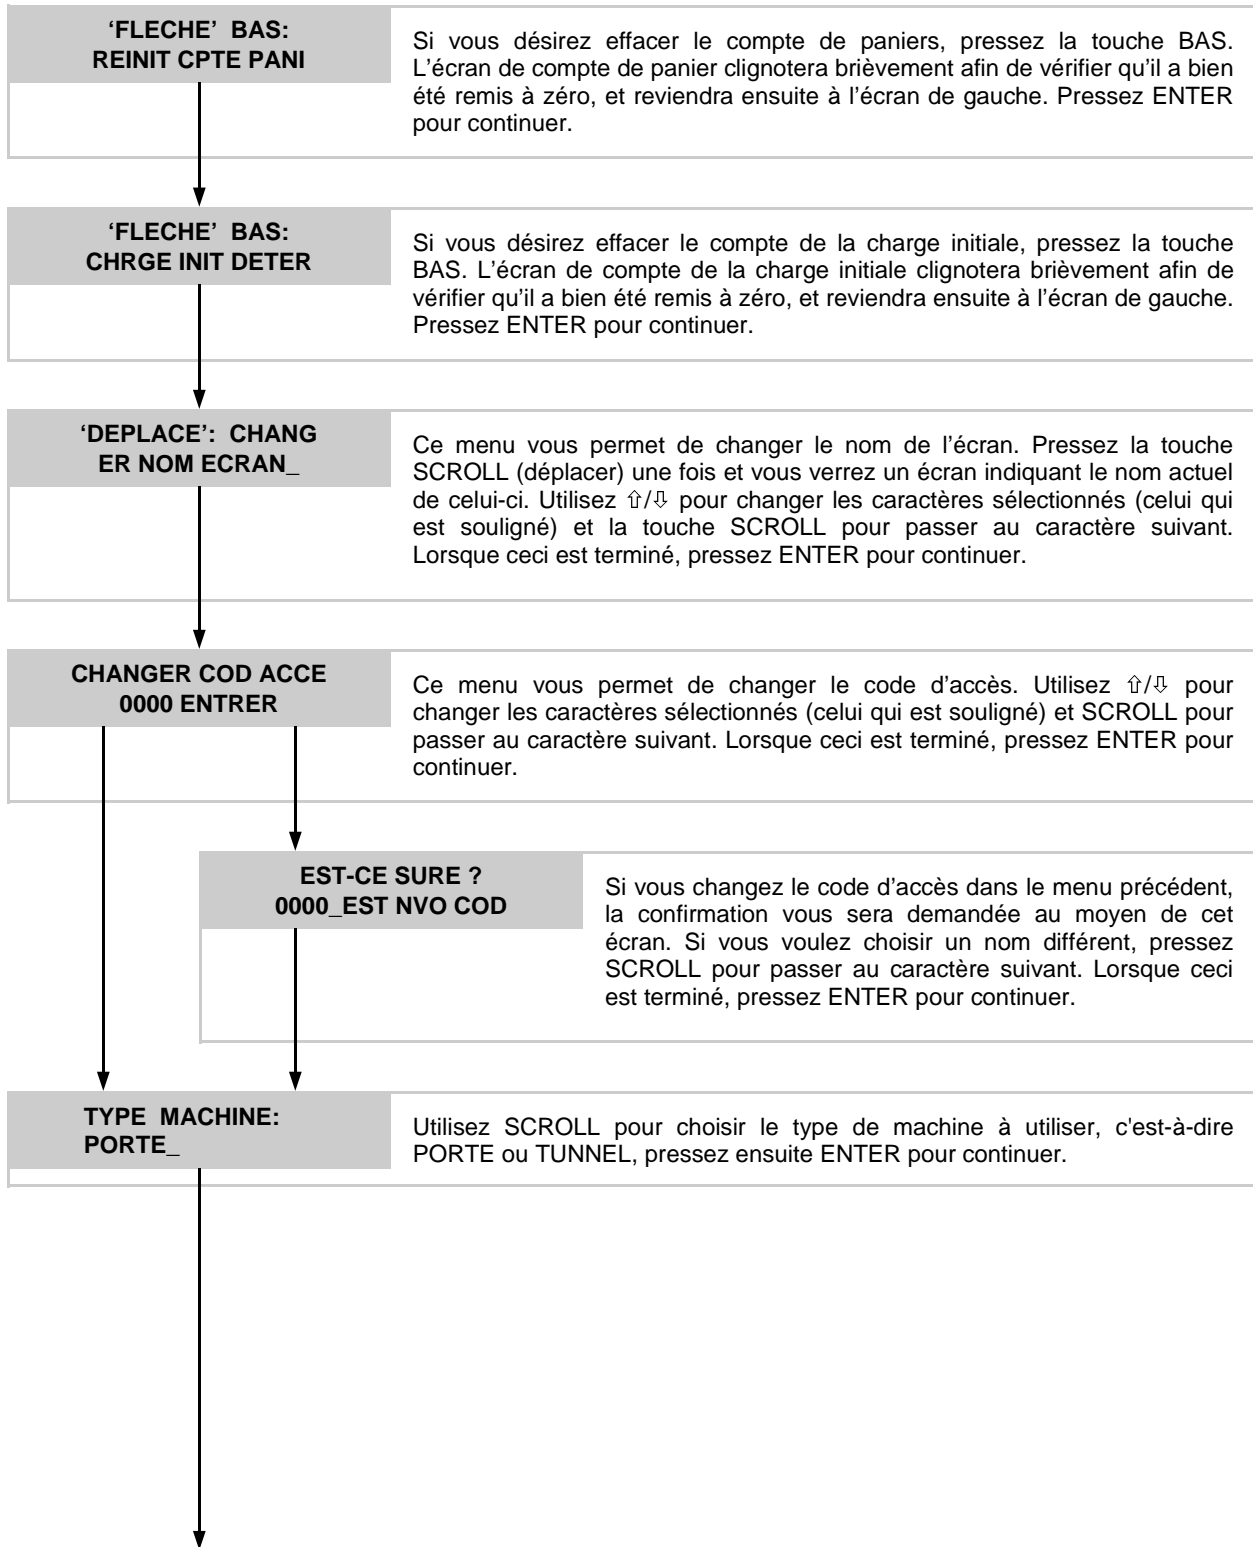 ‘FLECHE’ BAS:
REINIT CPTE PANI
Si vous désirez effacer le compte de paniers, pressez la touche BAS.
L’écran de compte de panier clignotera brièvement afin de vérifier qu’il a bien
été remis à zéro, et reviendra ensuite à l’écran de gauche. Pressez ENTER
pour continuer.
‘FLECHE’ BAS:
CHRGE INIT DETER
Si vous désirez effacer le compte de la charge initiale, pressez la touche
BAS. L’écran de compte de la charge initiale clignotera brièvement afin de
vérifier qu’il a bien été remis à zéro, et reviendra ensuite à l’écran de gauche.
Pressez ENTER pour continuer.
‘DEPLACE’: CHANG
ER NOM ECRAN_
Ce menu vous permet de changer le nom de l’écran. Pressez la touche
SCROLL (déplacer) une fois et vous verrez un écran indiquant le nom actuel
de celui-ci. Utilisez ⇧/⇩ pour changer les caractères sélectionnés (celui qui
est souligné) et la touche SCROLL pour passer au caractère suivant.
Lorsque ceci est terminé, pressez ENTER pour continuer.
CHANGER COD ACCE
0000 ENTRER
Ce menu vous permet de changer le code d’accès. Utilisez ⇧/⇩ pour
changer les caractères sélectionnés (celui qui est souligné) et SCROLL pour
passer au caractère suivant. Lorsque ceci est terminé, pressez ENTER pour
continuer.
EST-CE SURE ?
0000_EST NVO COD
Si vous changez le code d’accès dans le menu précédent,
la confirmation vous sera demandée au moyen de cet
écran. Si vous voulez choisir un nom différent, pressez
SCROLL pour passer au caractère suivant. Lorsque ceci
est terminé, pressez ENTER pour continuer.
TYPE MACHINE:
PORTE_
Utilisez SCROLL pour choisir le type de machine à utiliser, c'est-à-dire
PORTE ou TUNNEL, pressez ensuite ENTER pour continuer.